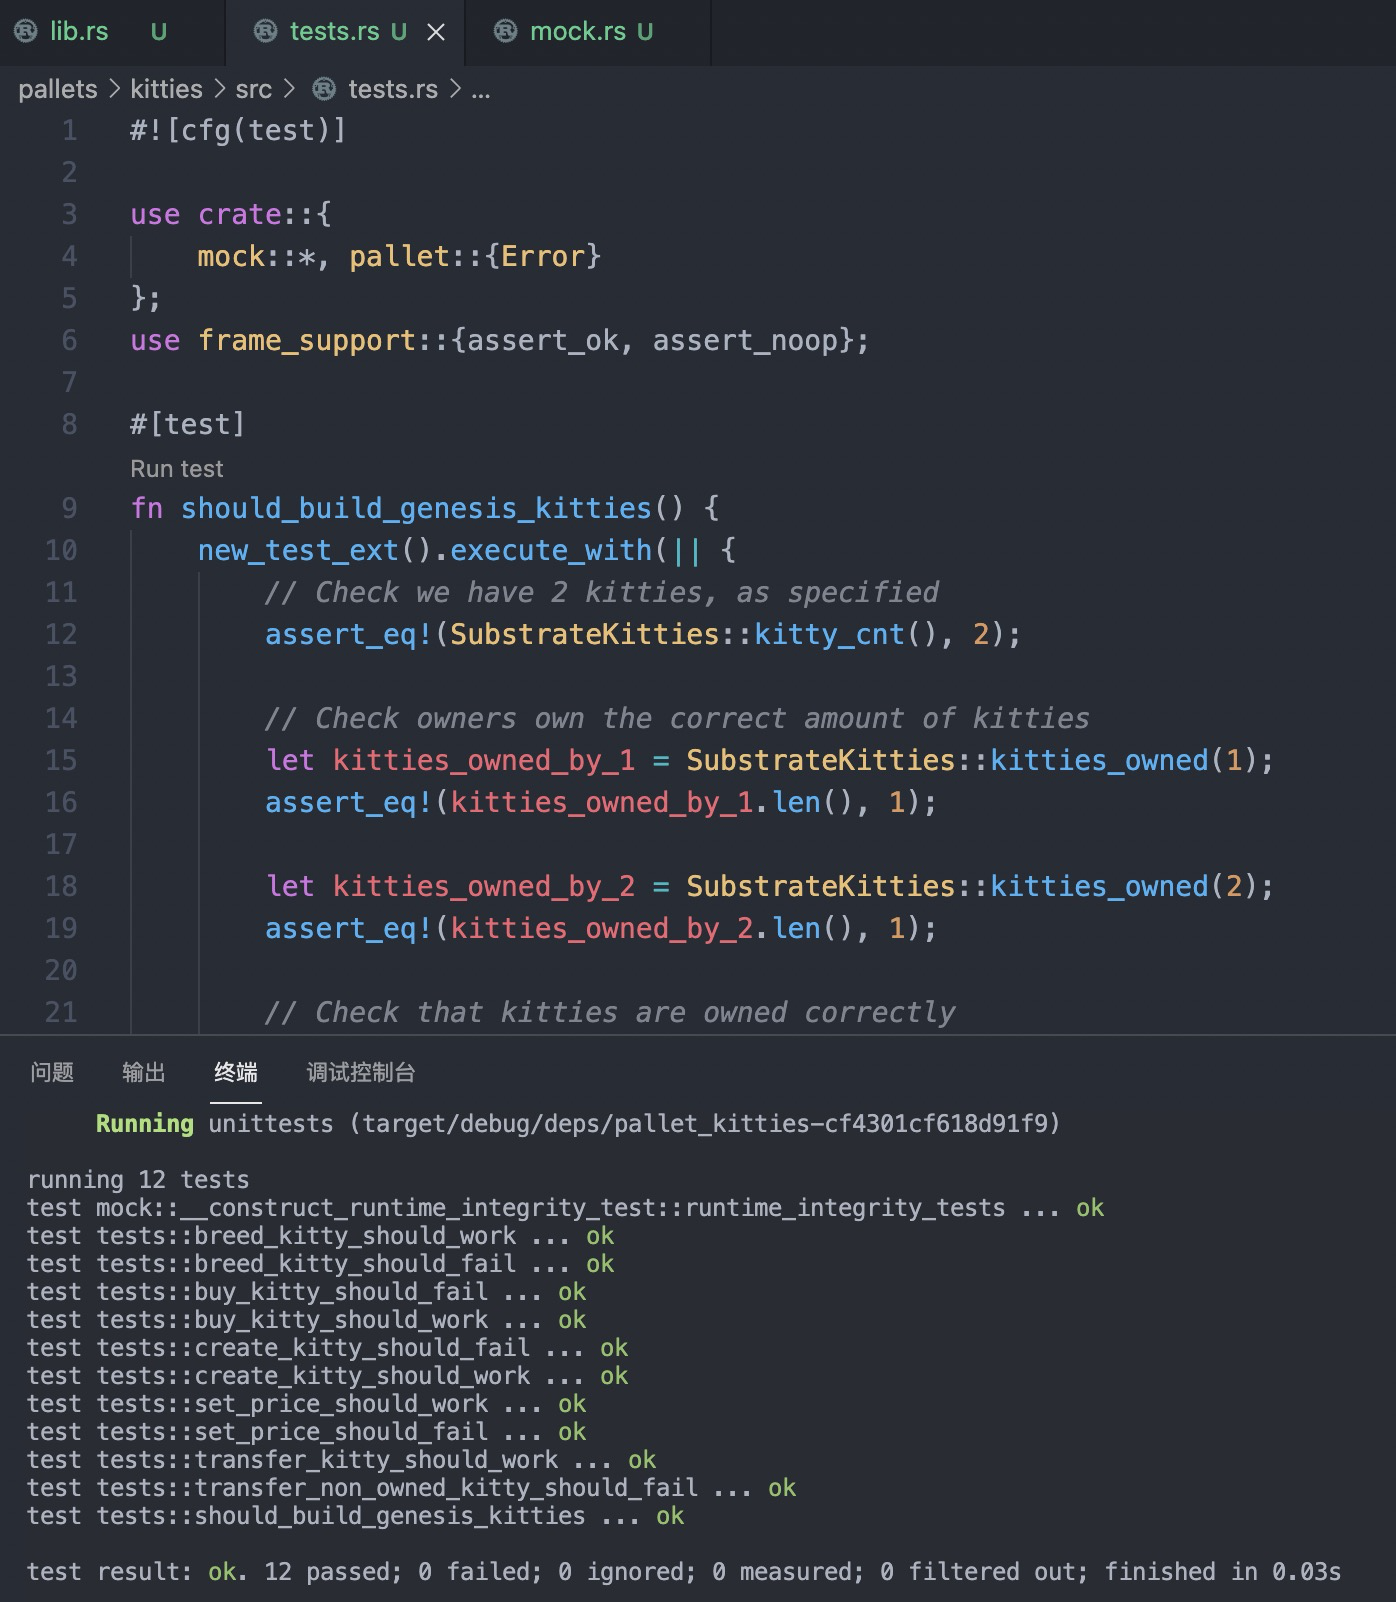 lib.rs U tests.rs U mock.rs U
pallets > kitties > src > tests.rs > ...
1 #![cfg(test)]
2
3 use crate::{
4 mock::*, pallet::{Error}
5 };
6 use frame_support::{assert_ok, assert_noop};
7
8 #[test]
Run test
9 fn should_build_genesis_kitties() {
10 new_test_ext().execute_with(|| {
11 // Check we have 2 kitties, as specified
12 assert_eq!(SubstrateKitties::kitty_cnt(), 2);
13
14 // Check owners own the correct amount of kitties
15 let kitties_owned_by_1 = SubstrateKitties::kitties_owned(1);
16 assert_eq!(kitties_owned_by_1.len(), 1);
17
18 let kitties_owned_by_2 = SubstrateKitties::kitties_owned(2);
19 assert_eq!(kitties_owned_by_2.len(), 1);
20
21 // Check that kitties are owned correctly
问题 输出 终端 调试控制台
Running unittests (target/debug/deps/pallet_kitties-cf4301cf618d91f9)
running 12 tests
test mock::__construct_runtime_integrity_test::runtime_integrity_tests ... ok
test tests::breed_kitty_should_work ... ok
test tests::breed_kitty_should_fail ... ok
test tests::buy_kitty_should_fail ... ok
test tests::buy_kitty_should_work ... ok
test tests::create_kitty_should_fail ... ok
test tests::create_kitty_should_work ... ok
test tests::set_price_should_work ... ok
test tests::set_price_should_fail ... ok
test tests::transfer_kitty_should_work ... ok
test tests::transfer_non_owned_kitty_should_fail ... ok
test tests::should_build_genesis_kitties ... ok
test result: ok. 12 passed; 0 failed; 0 ignored; 0 measured; 0 filtered out; finished in 0.03s